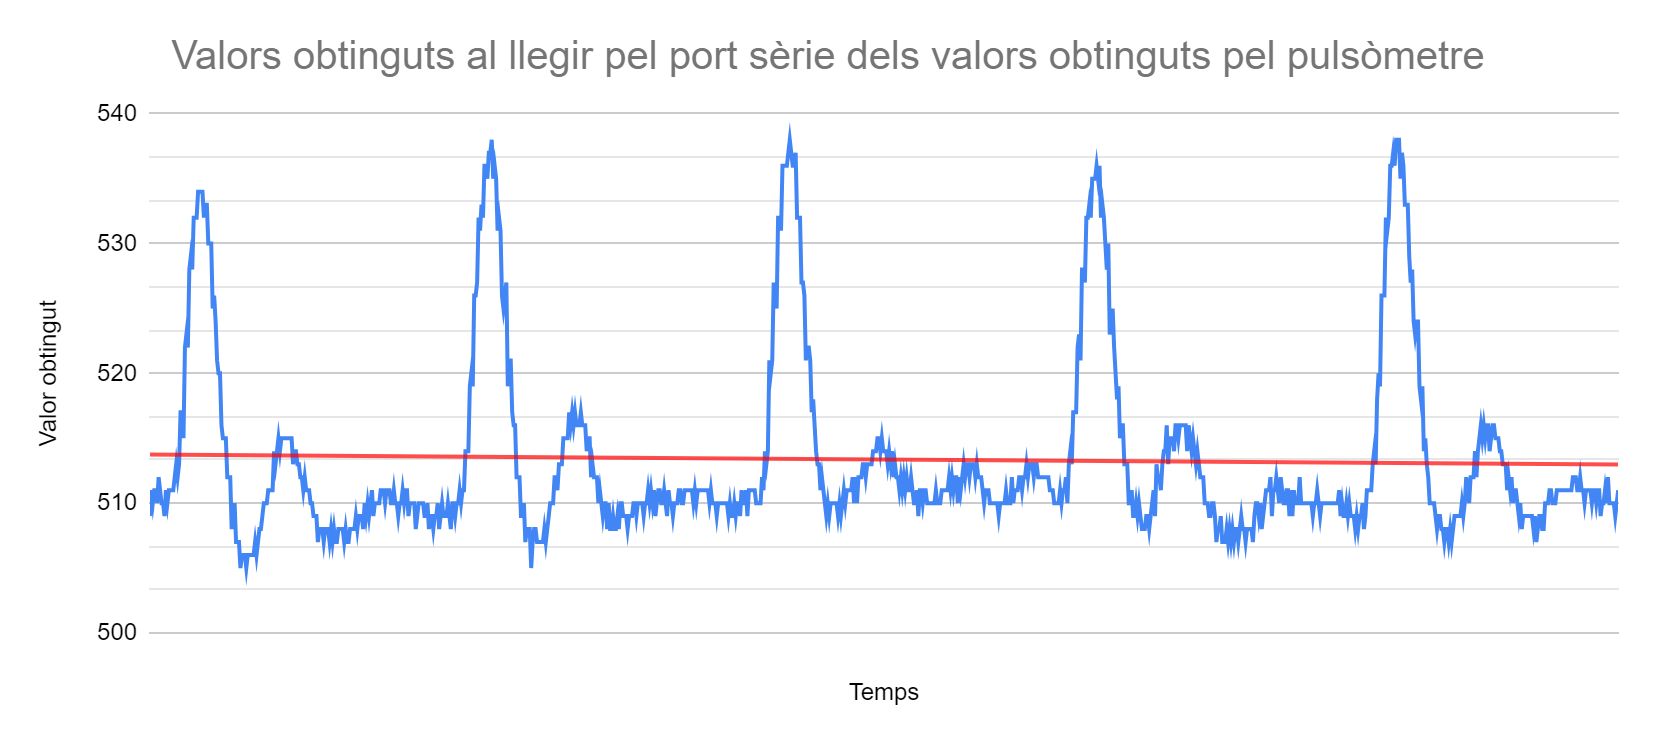 Valors obtinguts al llegir pel port sèrie dels valors obtinguts pel pulsòmetre
540
530
520
510
500
Valor obtingut
Temps